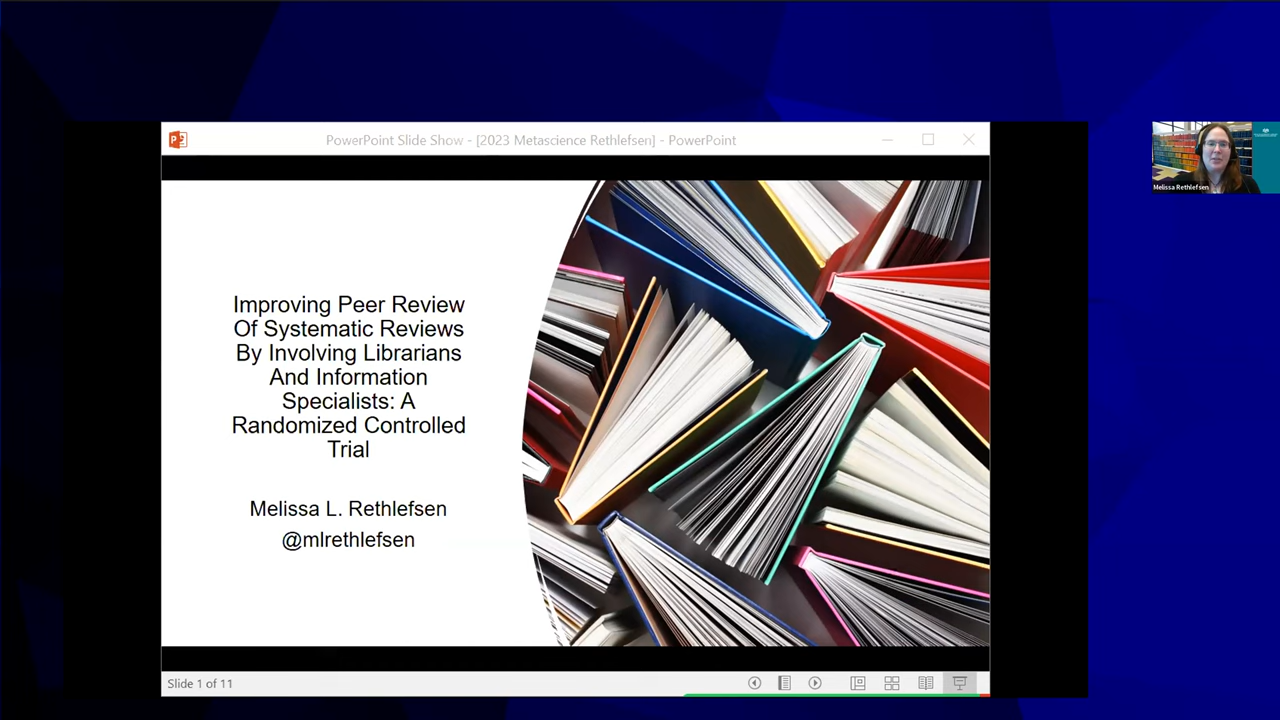 PowerPoint Slide Show - [2023 Metascience Rethlefsen] - PowerPoint
Improving Peer Review
Of Systematic Reviews
By Involving Librarians
And Information
Specialists: A
Randomized Controlled
Trial
Melissa L. Rethlefsen
@mlrethlefsen
Slide 1 of 11
Melissa Rethlefsen